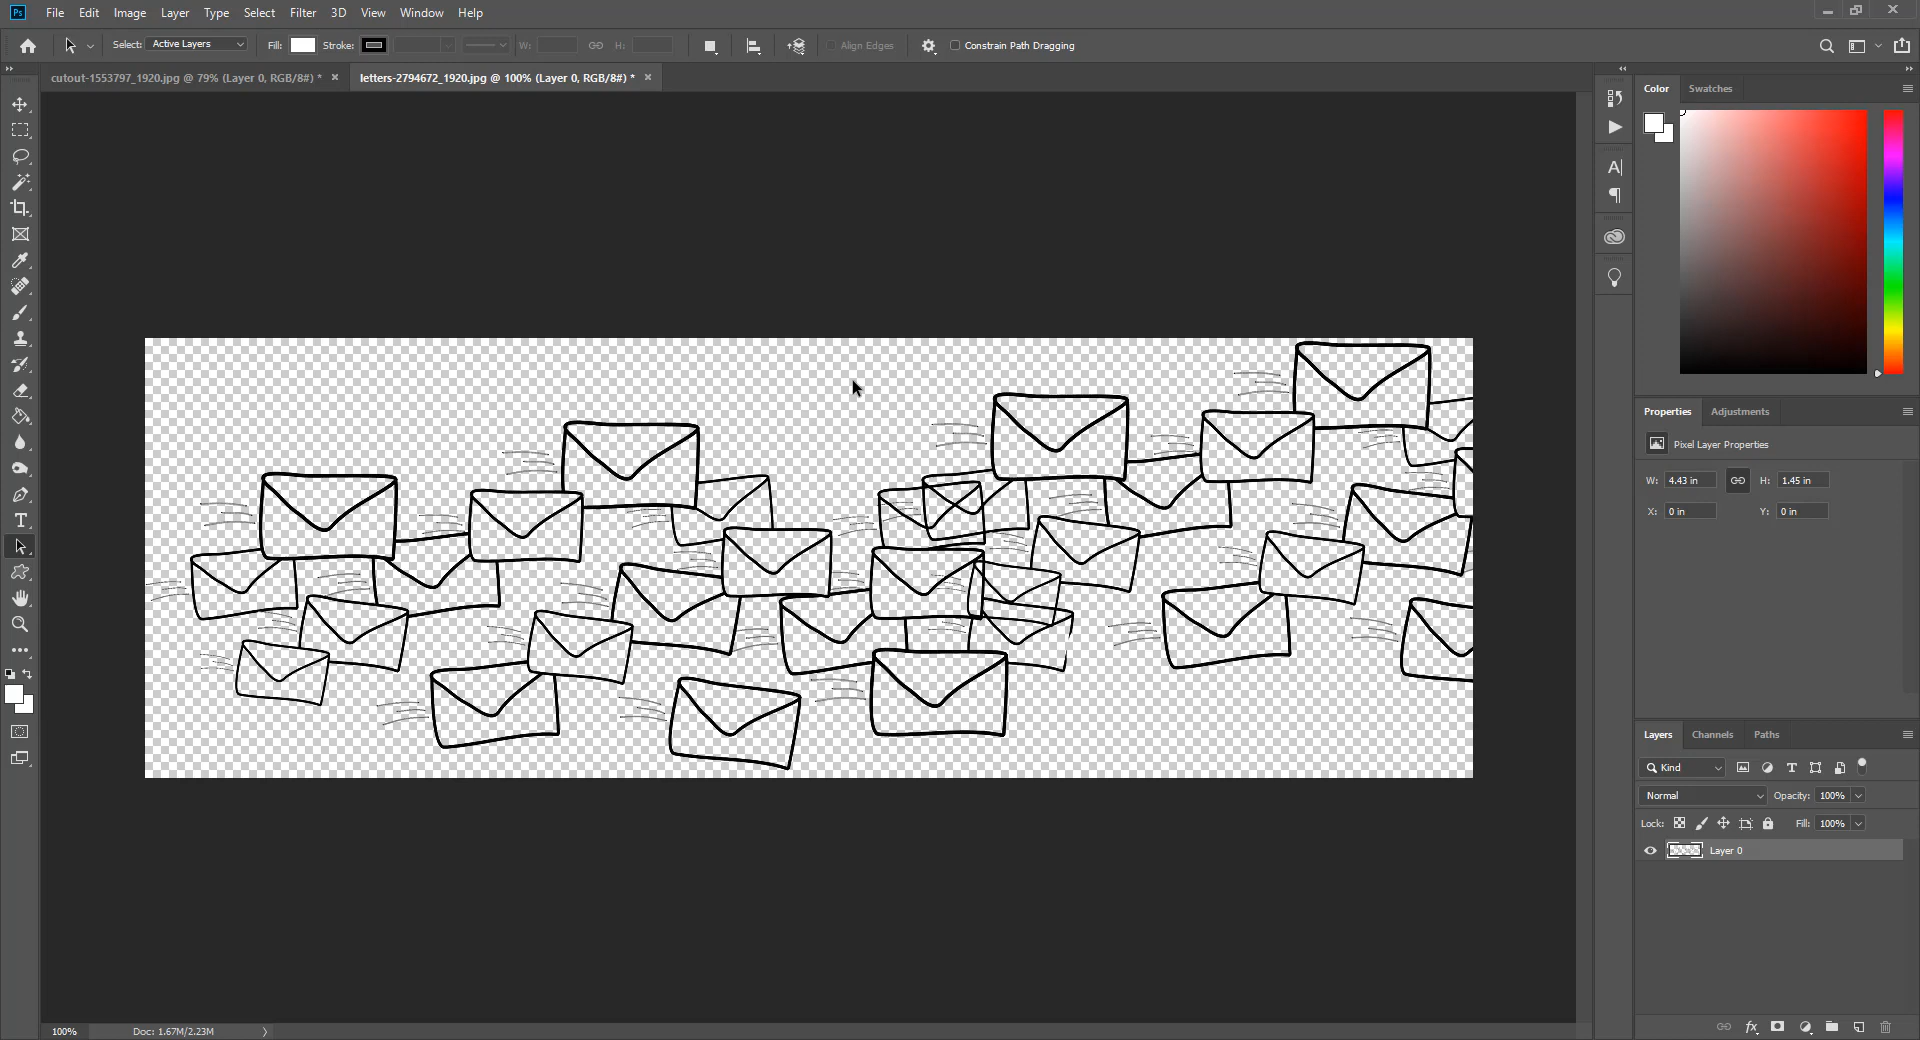 Ps File Edit Image Layer Type Select Filter 3D View Window Help
Select: Active Layers Fill: Stroke: W: H: Align Edges Constrain Path Dragging
cutout-1553797_1920.jpg @ 79% (Layer 0, RGB/8#) * × letters-2794672_1920.jpg @ 100% (Layer 0, RGB/8#) * ×
Color Swatches
Properties Adjustments
Pixel Layer Properties
W: 4.43 in H: 1.45 in
X: 0 in Y: 0 in
Layers Channels Paths
Kind
Normal Opacity: 100%
Lock: Fill: 100%
Layer 0
fx
100% Doc: 1.67M/2.23M